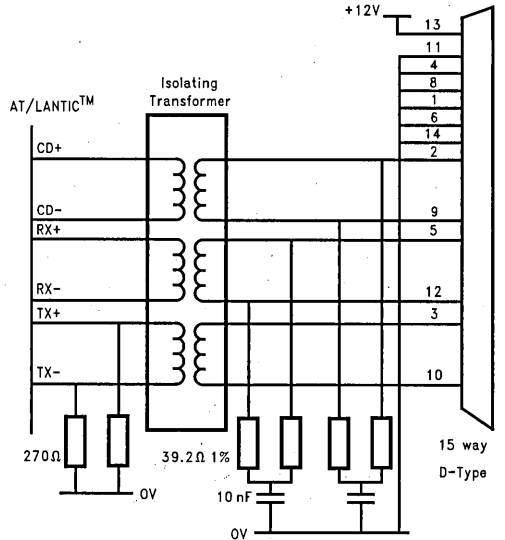 +12V
13
11
4
8
1
6
14
2
Isolating
Transformer
AT/LANTIC™
CD+
CD-
9
RX+
5
RX-
12
TX+
3
TX-
10
270Ω
39.2Ω 1%
15 way
D-Type
0V
10 nF
0V